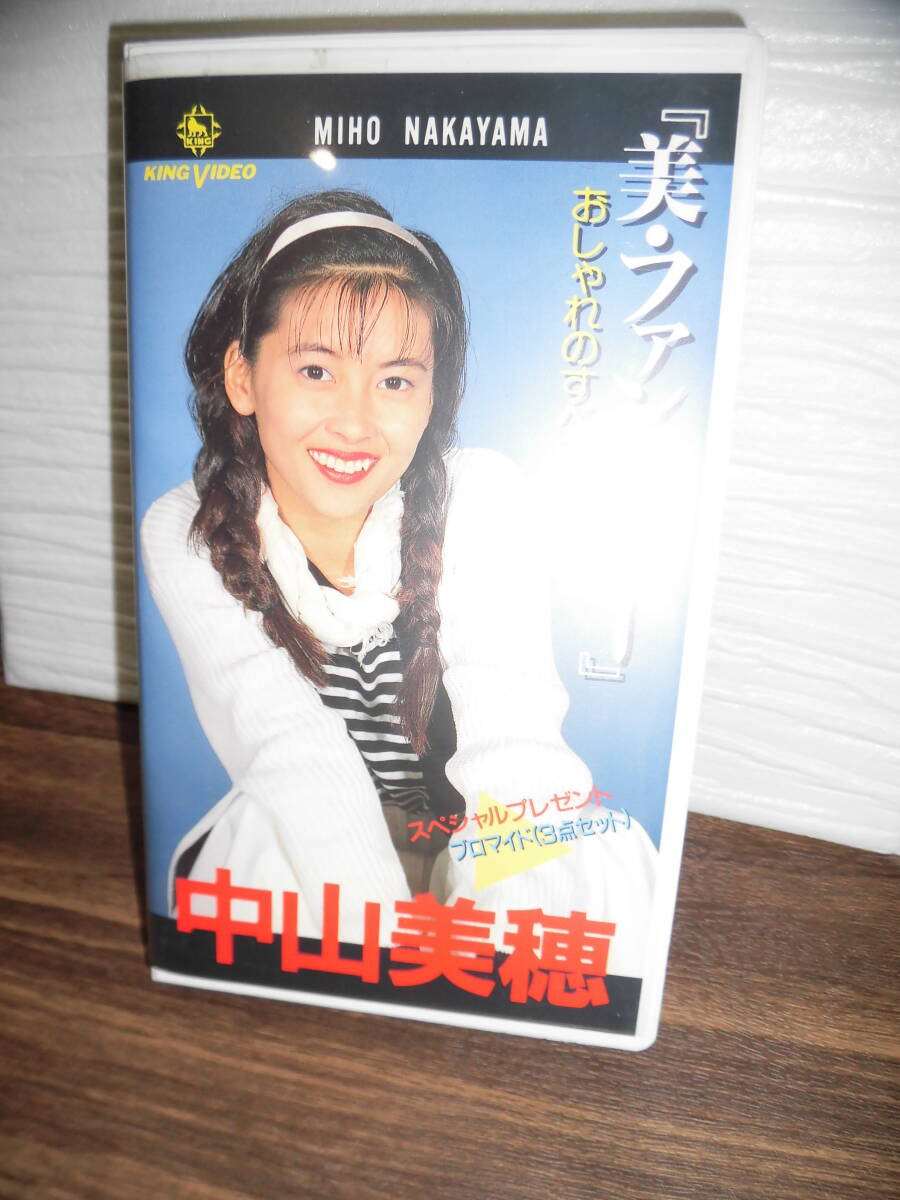 KING
KING VIDEO
MIHO NAKAYAMA
『美・ファン
』
おしゃれのす
スペシャルプレゼント
ブロマイド(3点セット)
中山美穂